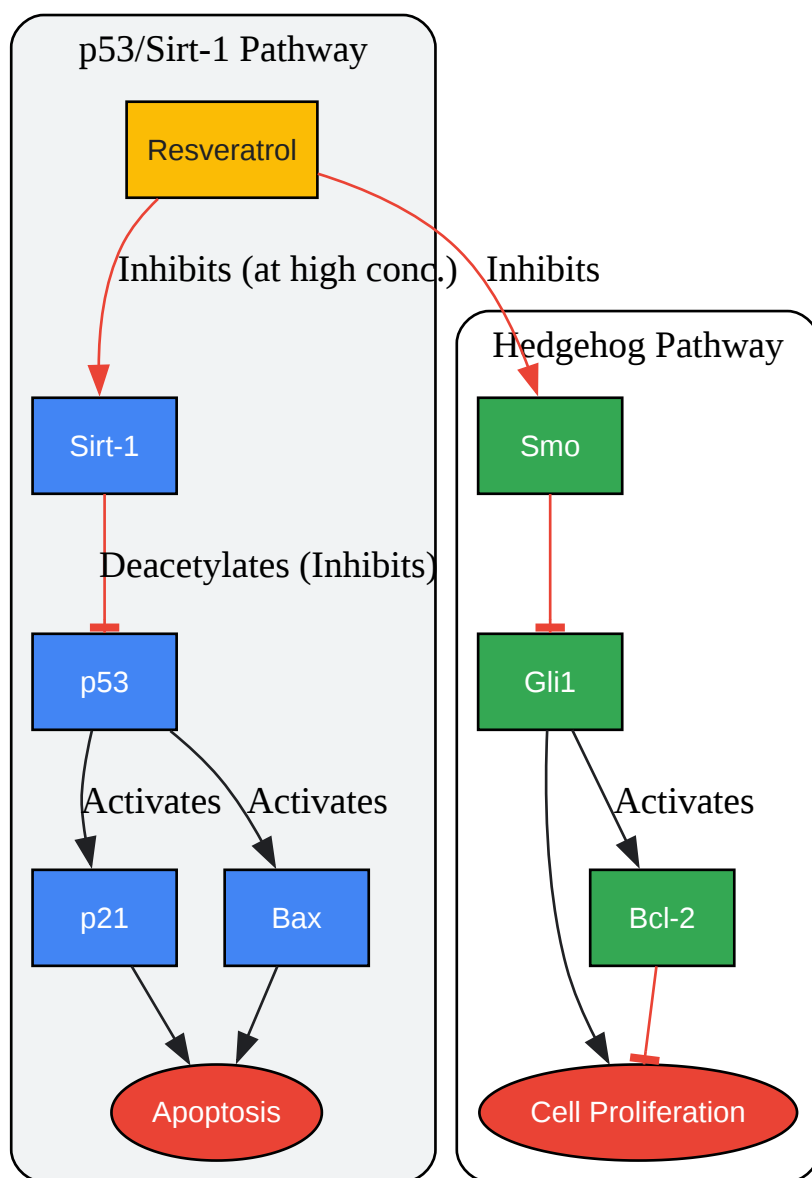 p53/Sirt-1 Pathway
Resveratrol
Inhibits (at high conc.)
Inhibits
Hedgehog Pathway
Sirt-1
Smo
Deacetylates (Inhibits)
p53
Gli1
Activates
Activates
Activates
p21
Bax
Bcl-2
Apoptosis
Cell Proliferation